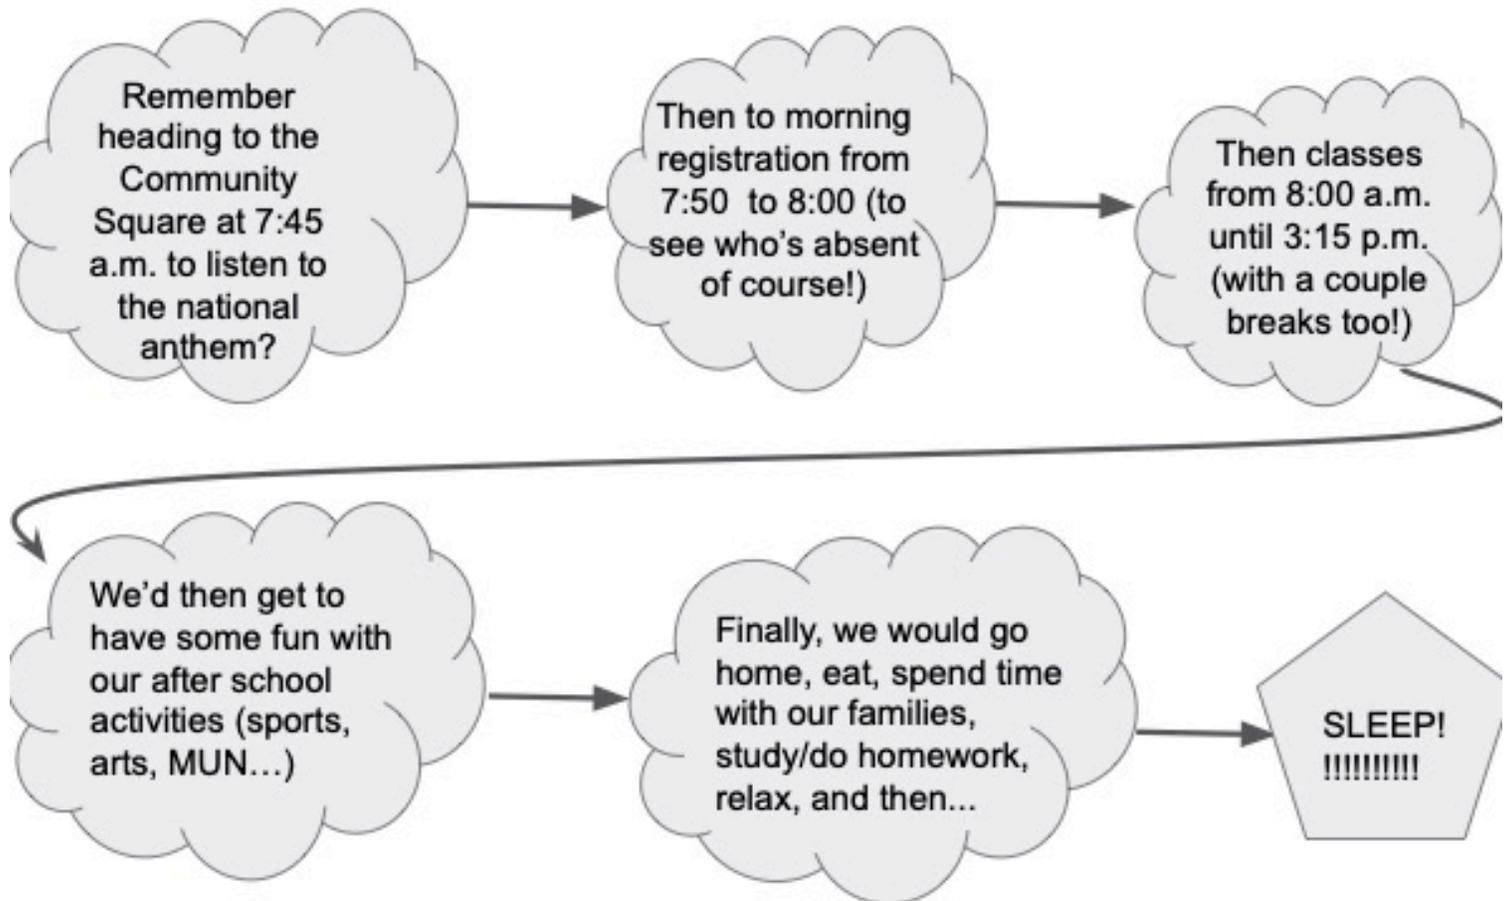 Remember
heading to the
Community
Square at 7:45
a.m. to listen to
the national
anthem?
Then to morning
registration from
7:50  to 8:00 (to
see who's absent
of course!)
Then classes
from 8:00 a.m.
until 3:15 p.m.
(with a couple
breaks too!)
We'd then get to
have some fun with
our after school
activities (sports,
arts, MUN...)
Finally, we would go
home, eat, spend time
with our families,
study/do homework,
relax, and then...
SLEEP!
!!!!!!!!!!